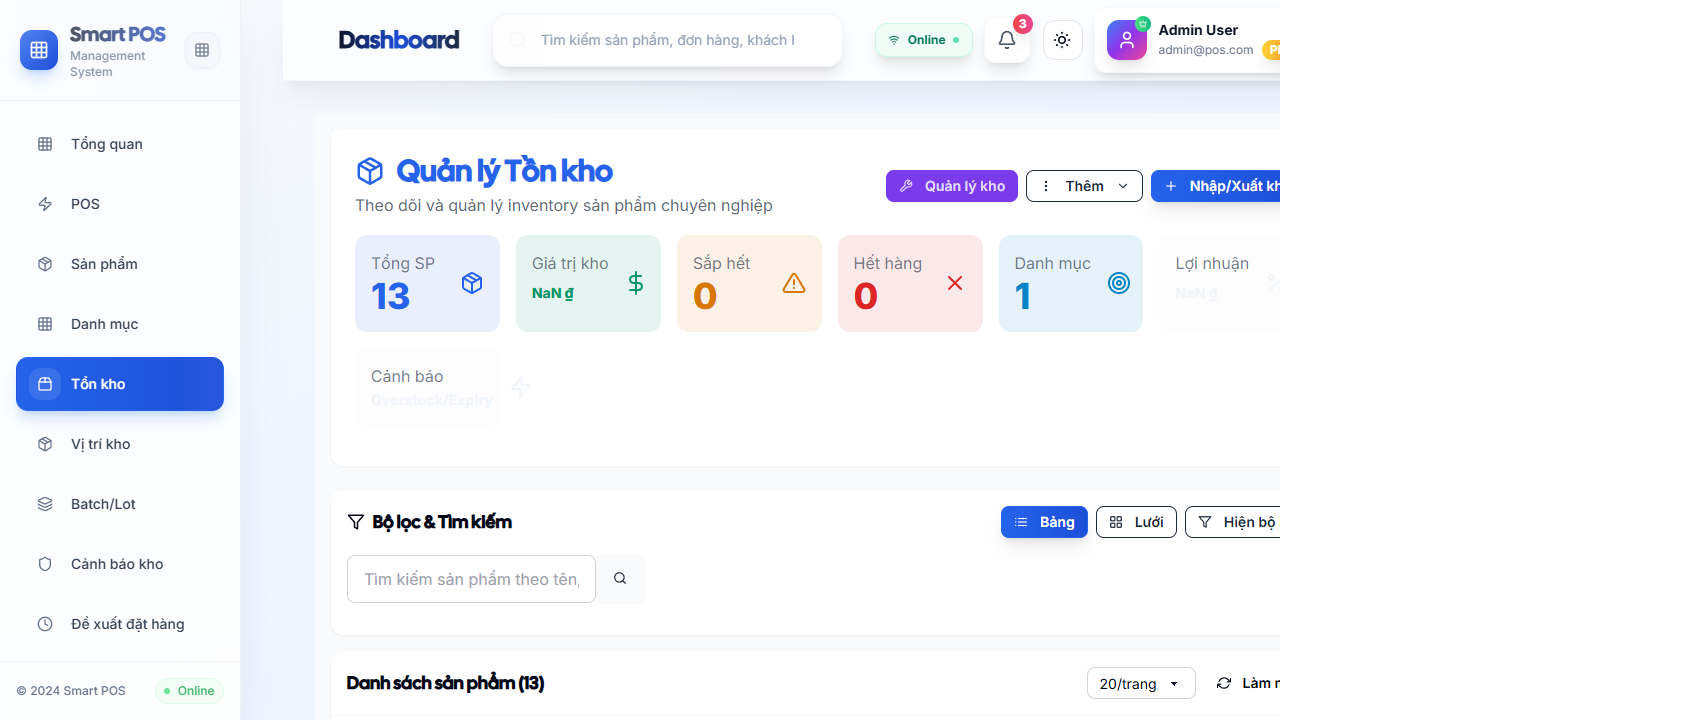 Smart POS
Management
System
Tổng quan
POS
Sản phẩm
Danh mục
Tồn kho
Vị trí kho
Batch/Lot
Cảnh báo kho
Đề xuất đặt hàng
© 2024 Smart POS
Online
Dashboard
Tìm kiếm sản phẩm, đơn hàng, khách
Online
3
Admin User
admin@pos.com
Quản lý Tồn kho
Theo dõi và quản lý inventory sản phẩm chuyên nghiệp
Quản lý kho
Thêm
Nhập/Xuất
Tổng SP
13
Giá trị kho
NaN ₫
Sắp hết
0
Hết hàng
0
Danh mục
1
Lợi nhuận
NaN ₫
Cảnh báo
Overstock/Expiry
Bộ lọc & Tìm kiếm
Bảng
Lưới
Hiện bộ
Tìm kiếm sản phẩm theo tên,
Danh sách sản phẩm (13)
20/trang
Làm